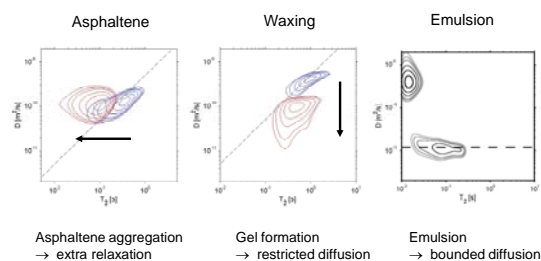 Asphaltene
Waxing
Emulsion
D [m²/s]
T₂ [s]
D [m²/s]
T₂ [s]
D [m²/s]
T₂ [s]
Asphaltene aggregation
→ extra relaxation
Gel formation
→ restricted diffusion
Emulsion
→ bounded diffusion